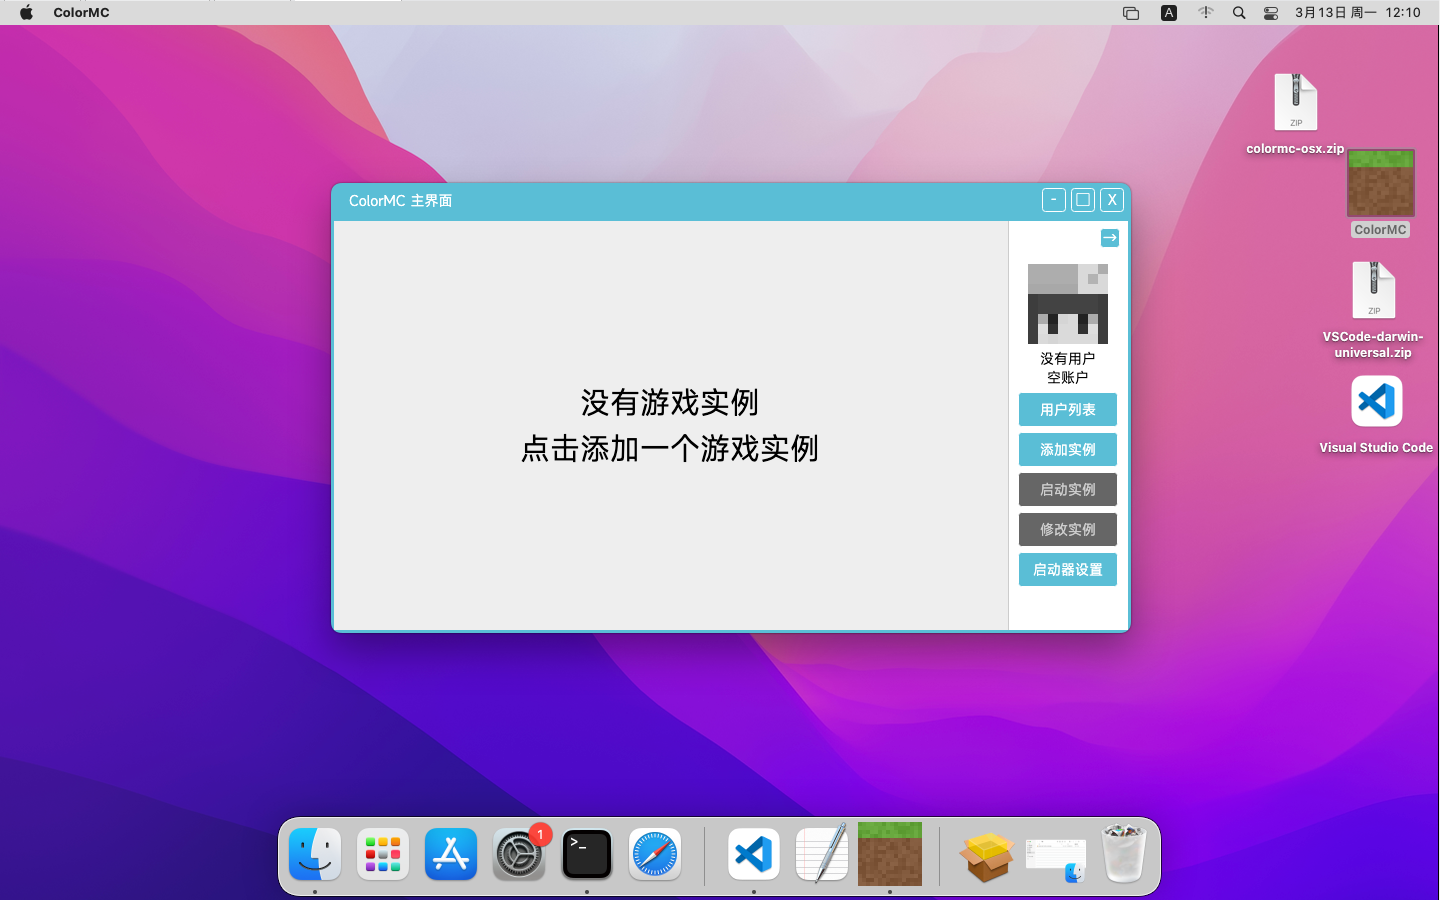 ColorMC
A
3月13日 周一 12:10
ZIP
colormc-osx.zip
ColorMC
ZIP
VSCode-darwin-
universal.zip
Visual Studio Code
ColorMC 主界面
- X
没有游戏实例
点击添加一个游戏实例
没有用户
空账户
用户列表
添加实例
启动实例
修改实例
启动器设置
1
>_